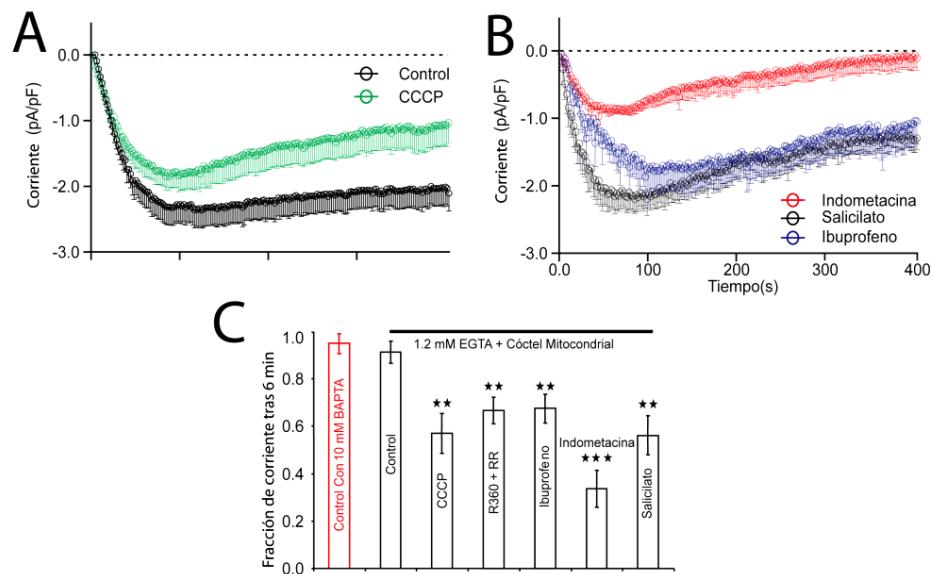 A
0.0
-1.0
-2.0
-3.0
Corriente (pA/pF)
Control
CCCP
B
0.0
-1.0
-2.0
-3.0
Corriente (pA/pF)
Indometacina
Salicilato
Ibuprofeno
0.0 100 200 300 400
Tiempo(s)
C
Fracción de corriente tras 6 min
1.0
0.8
0.6
0.4
0.2
0.0
1.2 mM EGTA + Cóctel Mitocondrial
Control Con 10 mM BAPTA
Control
★★
CCCP
★★
R360 + RR
★★
Ibuprofeno
Indometacina
★★★
★★
Salicilato